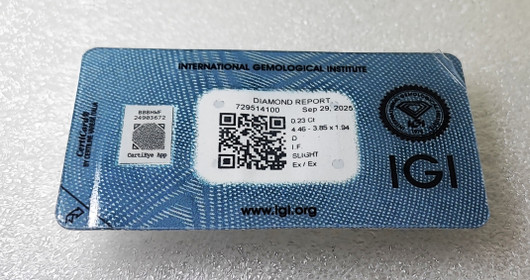 INTERNATIONAL GEMOLOGICAL INSTITUTE
DIAMOND REPORT
729514100 Sep 29, 2025
0.23 Ct
4.46 - 3.85 x 1.94
D
I.F.
SLIGHT
Ex / Ex
24903672
CertiEye App
IGI
www.igi.org